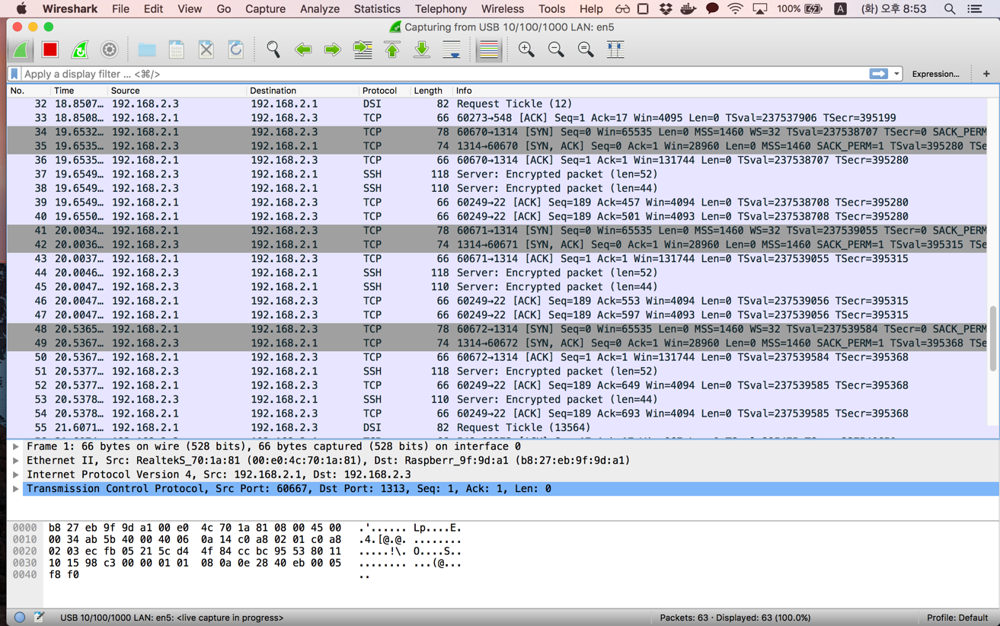 Wireshark File Edit View Go Capture Analyze Statistics Telephony Wireless Tools Help 100% A (화) 오후 8:53
Capturing from USB 10/100/1000 LAN: en5
Apply a display filter ... <⌘/> Expression... +
No. Time Source Destination Protocol Length Info
32 18.8507… 192.168.2.3 192.168.2.1 DSI 82 Request Tickle (12)
33 18.8508… 192.168.2.1 192.168.2.3 TCP 66 60273→548 [ACK] Seq=1 Ack=17 Win=4095 Len=0 TSval=237537906 TSecr=395199
34 19.6532… 192.168.2.1 192.168.2.3 TCP 78 60670→1314 [SYN] Seq=0 Win=65535 Len=0 MSS=1460 WS=32 TSval=237538707 TSecr=0 SACK_PERM
35 19.6535… 192.168.2.3 192.168.2.1 TCP 74 1314→60670 [SYN, ACK] Seq=0 Ack=1 Win=28960 Len=0 MSS=1460 SACK_PERM=1 TSval=395280 TSe
36 19.6535… 192.168.2.1 192.168.2.3 TCP 66 60670→1314 [ACK] Seq=1 Ack=1 Win=131744 Len=0 TSval=237538707 TSecr=395280
37 19.6549… 192.168.2.3 192.168.2.1 SSH 118 Server: Encrypted packet (len=52)
38 19.6549… 192.168.2.3 192.168.2.1 SSH 110 Server: Encrypted packet (len=44)
39 19.6549… 192.168.2.1 192.168.2.3 TCP 66 60249→22 [ACK] Seq=189 Ack=457 Win=4094 Len=0 TSval=237538708 TSecr=395280
40 19.6550… 192.168.2.1 192.168.2.3 TCP 66 60249→22 [ACK] Seq=189 Ack=501 Win=4093 Len=0 TSval=237538708 TSecr=395280
41 20.0034… 192.168.2.1 192.168.2.3 TCP 78 60671→1314 [SYN] Seq=0 Win=65535 Len=0 MSS=1460 WS=32 TSval=237539055 TSecr=0 SACK_PERM
42 20.0036… 192.168.2.3 192.168.2.1 TCP 74 1314→60671 [SYN, ACK] Seq=0 Ack=1 Win=28960 Len=0 MSS=1460 SACK_PERM=1 TSval=395315 TSe
43 20.0037… 192.168.2.1 192.168.2.3 TCP 66 60671→1314 [ACK] Seq=1 Ack=1 Win=131744 Len=0 TSval=237539055 TSecr=395315
44 20.0046… 192.168.2.3 192.168.2.1 SSH 118 Server: Encrypted packet (len=52)
45 20.0047… 192.168.2.3 192.168.2.1 SSH 110 Server: Encrypted packet (len=44)
46 20.0047… 192.168.2.1 192.168.2.3 TCP 66 60249→22 [ACK] Seq=189 Ack=553 Win=4094 Len=0 TSval=237539056 TSecr=395315
47 20.0047… 192.168.2.1 192.168.2.3 TCP 66 60249→22 [ACK] Seq=189 Ack=597 Win=4093 Len=0 TSval=237539056 TSecr=395315
48 20.5365… 192.168.2.1 192.168.2.3 TCP 78 60672→1314 [SYN] Seq=0 Win=65535 Len=0 MSS=1460 WS=32 TSval=237539584 TSecr=0 SACK_PERM
49 20.5367… 192.168.2.3 192.168.2.1 TCP 74 1314→60672 [SYN, ACK] Seq=0 Ack=1 Win=28960 Len=0 MSS=1460 SACK_PERM=1 TSval=395368 TSe
50 20.5367… 192.168.2.1 192.168.2.3 TCP 66 60672→1314 [ACK] Seq=1 Ack=1 Win=131744 Len=0 TSval=237539584 TSecr=395368
51 20.5377… 192.168.2.3 192.168.2.1 SSH 118 Server: Encrypted packet (len=52)
52 20.5377… 192.168.2.1 192.168.2.3 TCP 66 60249→22 [ACK] Seq=189 Ack=649 Win=4094 Len=0 TSval=237539585 TSecr=395368
53 20.5378… 192.168.2.3 192.168.2.1 SSH 110 Server: Encrypted packet (len=44)
54 20.5378… 192.168.2.1 192.168.2.3 TCP 66 60249→22 [ACK] Seq=189 Ack=693 Win=4094 Len=0 TSval=237539585 TSecr=395368
55 21.6071… 192.168.2.1 192.168.2.3 DSI 82 Request Tickle (13564)
Frame 1: 66 bytes on wire (528 bits), 66 bytes captured (528 bits) on interface 0
Ethernet II, Src: RealtekS_70:1a:81 (00:e0:4c:70:1a:81), Dst: Raspberr_9f:9d:a1 (b8:27:eb:9f:9d:a1)
Internet Protocol Version 4, Src: 192.168.2.1, Dst: 192.168.2.3
Transmission Control Protocol, Src Port: 60667, Dst Port: 1313, Seq: 1, Ack: 1, Len: 0
0000 b8 27 eb 9f 9d a1 00 e0 4c 70 1a 81 08 00 45 00 .'...... Lp....E.
0010 00 34 ab 5b 40 00 40 06 0a 14 c0 a8 02 01 c0 a8 .4.[@.@. ........
0020 02 03 ec fb 05 21 5c d4 4f 84 cc bc 95 53 80 11 .....!\. O....S..
0030 10 15 98 c3 00 00 01 01 08 0a 0e 28 40 eb 00 05 ........ ...(@...
0040 f8 f0 ..
USB 10/100/1000 LAN: en5: <live capture in progress> Packets: 63 · Displayed: 63 (100.0%) Profile: Default